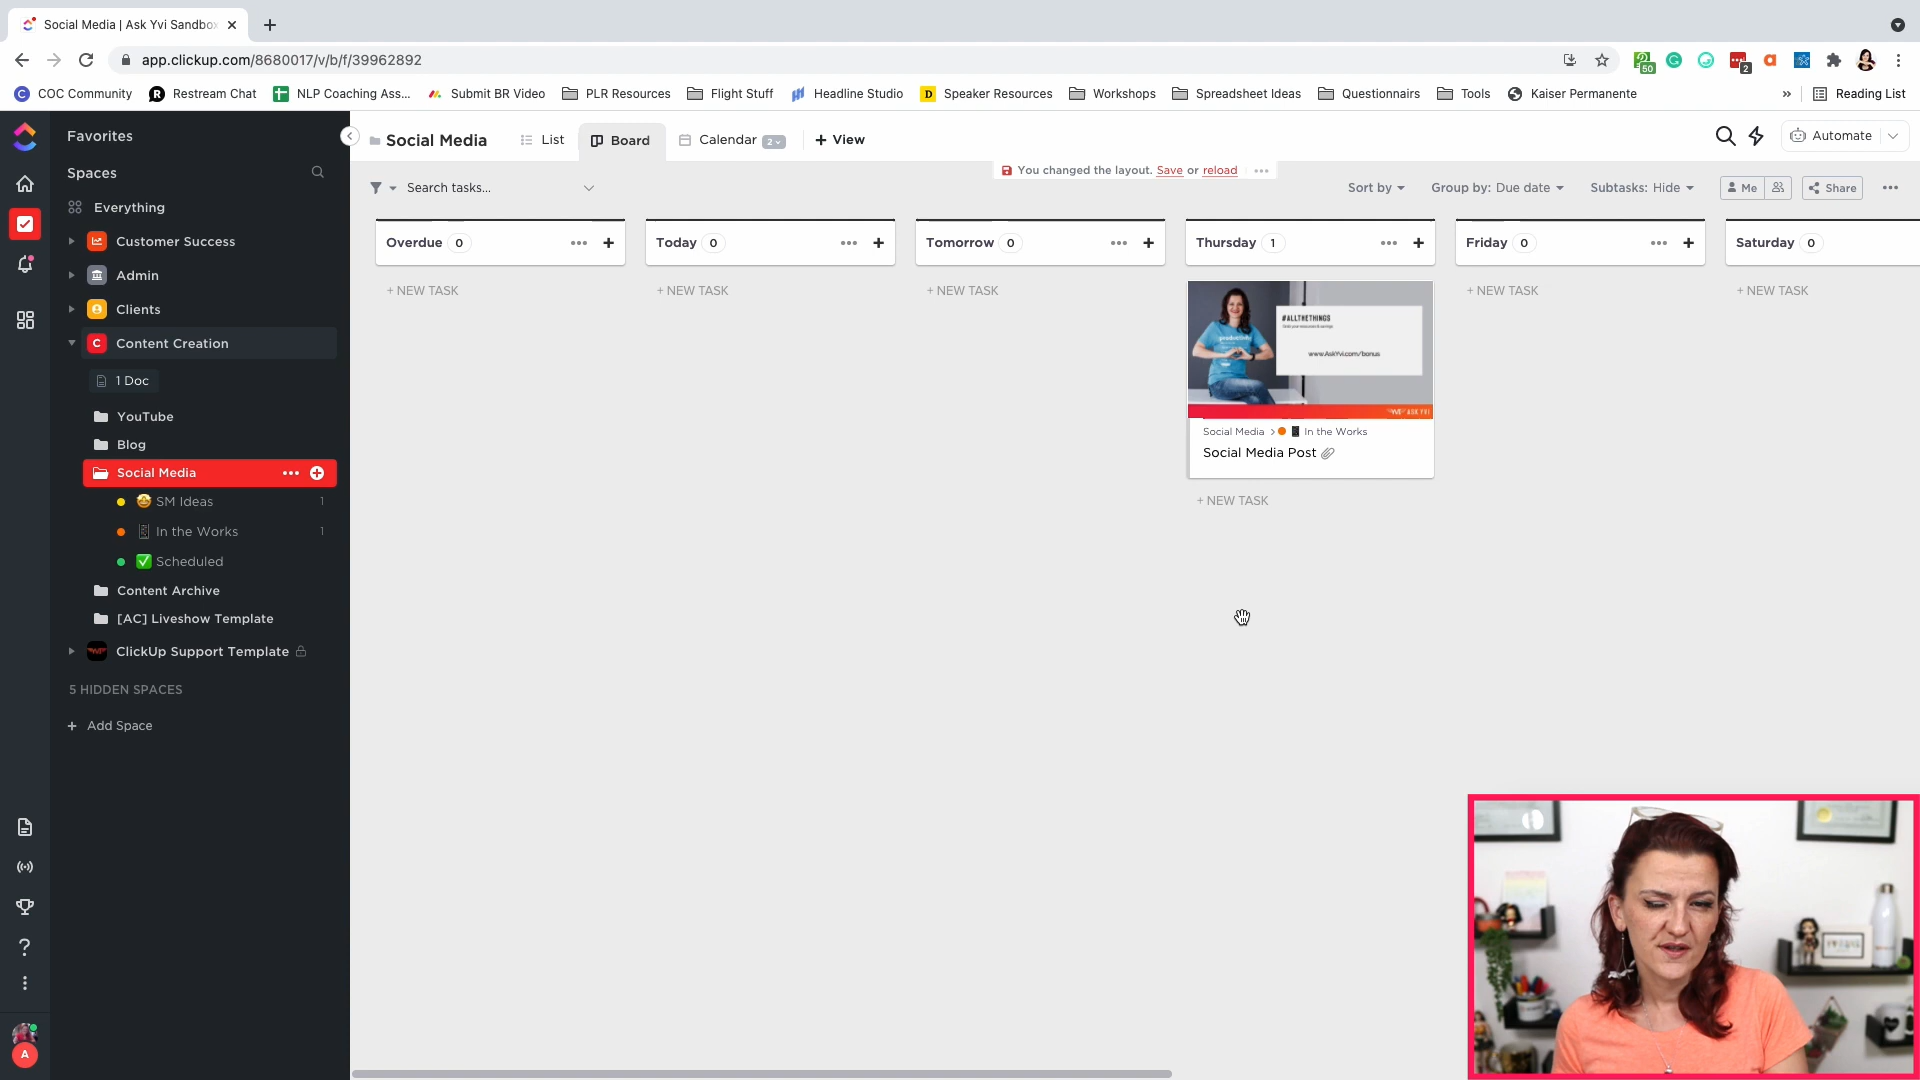 Social Media | Ask Yvi Sandbox
app.clickup.com/8680017/v/b/f/39962892
50
2
COC Community
Restream Chat
NLP Coaching Ass...
Submit BR Video
PLR Resources
Flight Stuff
Headline Studio
Speaker Resources
Workshops
Spreadsheet Ideas
Questionnairs
Tools
Kaiser Permanente
»
Reading List
Favorites
Social Media
List
Board
Calendar 2
+ View
Automate
Spaces
You changed the layout. Save or reload
Search tasks...
Sort by
Group by: Due date
Subtasks: Hide
Me
Share
Everything
Customer Success
Admin
Clients
C Content Creation
1 Doc
YouTube
Blog
Social Media
SM Ideas 1
In the Works 1
Scheduled
Content Archive
[AC] Liveshow Template
ClickUp Support Template
5 HIDDEN SPACES
+ Add Space
A
Overdue 0
Today 0
Tomorrow 0
Thursday 1
Friday 0
Saturday 0
+ NEW TASK
+ NEW TASK
+ NEW TASK
+ NEW TASK
+ NEW TASK
#ALLTHETHINGS
www.AskYvi.com/bonus
ASK YVI
Social Media > In the Works
Social Media Post
+ NEW TASK